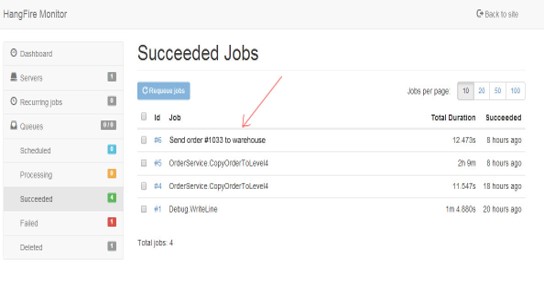 HangFire Monitor
Back to site
Dashboard
Servers 1
Recurring jobs 0
Queues 0 / 0
Scheduled 0
Processing 0
Succeeded 4
Failed 1
Deleted 1
Succeeded Jobs
Requeue jobs
Jobs per page: 10 20 50 100
Id Job Total Duration Succeeded
#6 Send order #1033 to warehouse 12.473s 8 hours ago
#5 OrderService.CopyOrderToLevel4 2h 9m 8 hours ago
#4 OrderService.CopyOrderToLevel4 11.547s 18 hours ago
#1 Debug.WriteLine 1m 4.880s 20 hours ago
Total jobs: 4